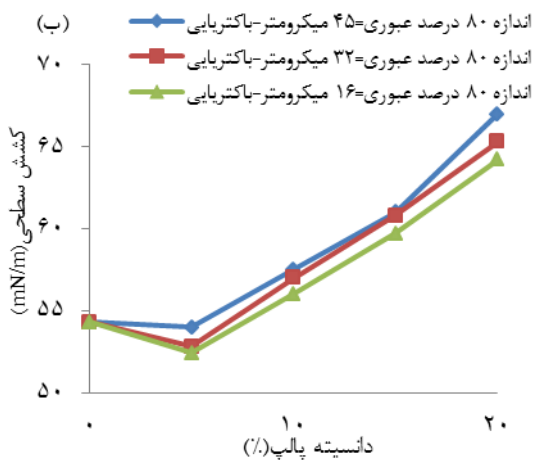 (ب)
اندازه ۸۰ درصد عبوری=۴۵ میکرومتر-باکتریایی
اندازه ۸۰ درصد عبوری=۳۲ میکرومتر-باکتریایی
اندازه ۸۰ درصد عبوری=۱۶ میکرومتر-باکتریایی
۷۰
۶۵
۶۰
۵۵
۵۰
کشش سطحی(mN/m)
۰
۱۰
۲۰
دانسیته پالپ(٪)